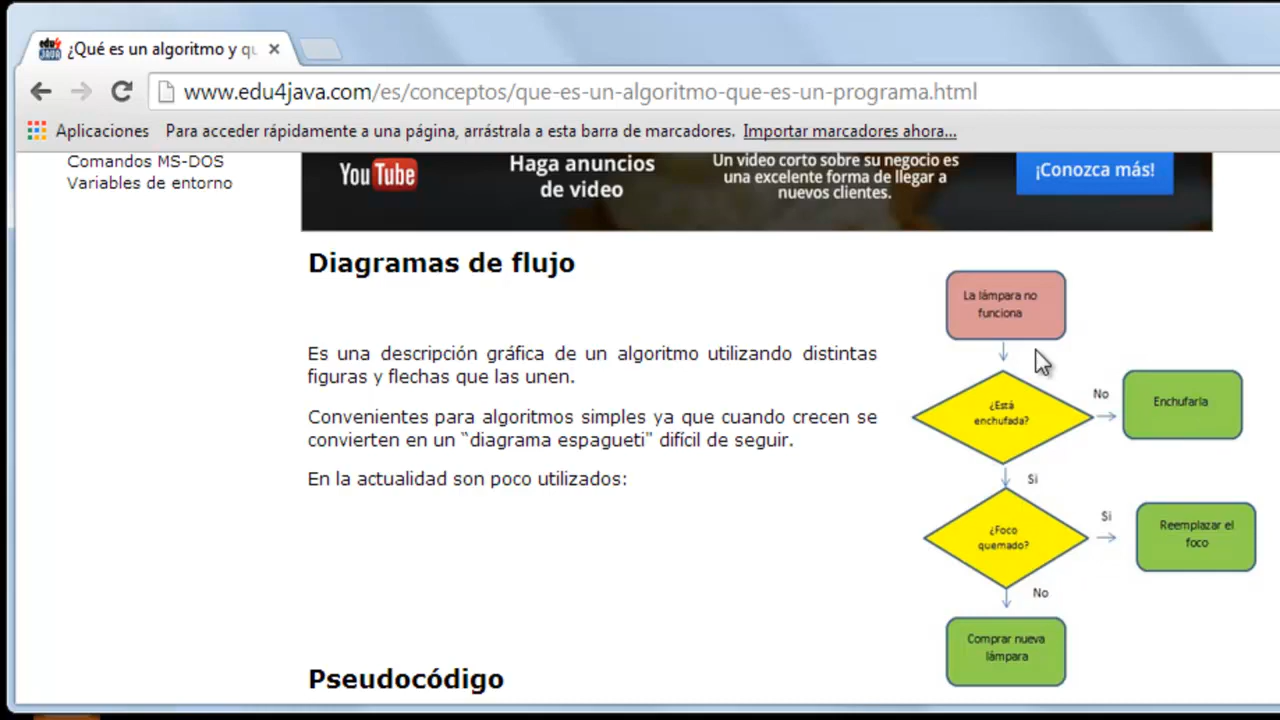 ¿Qué es un algoritmo y qu
www.edu4java.com/es/conceptos/que-es-un-algoritmo-que-es-un-programa.html
Aplicaciones
Para acceder rápidamente a una página, arrástrala a esta barra de marcadores.
Importar marcadores ahora...
Comandos MS-DOS
Variables de entorno
YouTube
Haga anuncios
de video
Un video corto sobre su negocio es
una excelente forma de llegar a
nuevos clientes.
¡Conozca más!
Diagramas de flujo
Es una descripción gráfica de un algoritmo utilizando distintas
figuras y flechas que las unen.
Convenientes para algoritmos simples ya que cuando crecen se
convierten en un "diagrama espagueti" difícil de seguir.
En la actualidad son poco utilizados:
La lámpara no
funciona
¿Está
enchufada?
No
Enchufarla
Si
¿Foco
quemado?
Si
Reemplazar el
foco
No
Comprar nueva
lámpara
Pseudocódigo